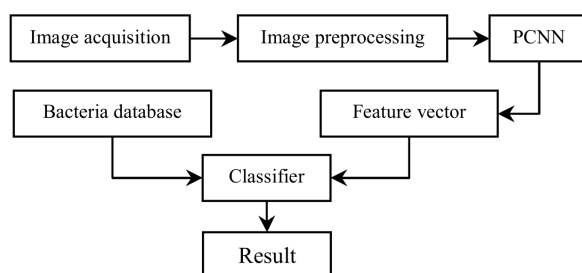 Image acquisition
Image preprocessing
PCNN
Bacteria database
Feature vector
Classifier
Result